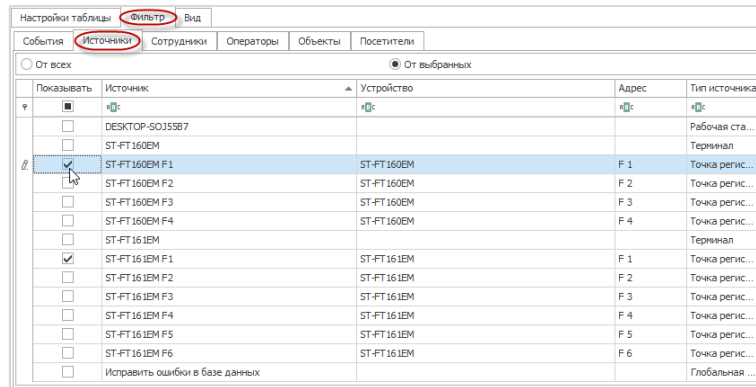 Настройки таблицы Фильтр Вид
События Источники Сотрудники Операторы Объекты Посетители
От всех От выбранных
Показывать Источник Устройство Адрес Тип источника
ABC ABC ABC ABC
DESKTOP-SOJ55B7 Рабочая ста...
ST-FT160EM Терминал
ST-FT160EM F1 ST-FT160EM F 1 Точка регис...
ST-FT160EM F2 ST-FT160EM F 2 Точка регис...
ST-FT160EM F3 ST-FT160EM F 3 Точка регис...
ST-FT160EM F4 ST-FT160EM F 4 Точка регис...
ST-FT161EM Терминал
ST-FT161EM F1 ST-FT161EM F 1 Точка регис...
ST-FT161EM F2 ST-FT161EM F 2 Точка регис...
ST-FT161EM F3 ST-FT161EM F 3 Точка регис...
ST-FT161EM F4 ST-FT161EM F 4 Точка регис...
ST-FT161EM F5 ST-FT161EM F 5 Точка регис...
ST-FT161EM F6 ST-FT161EM F 6 Точка регис...
Исправить ошибки в базе данных Глобальная ...